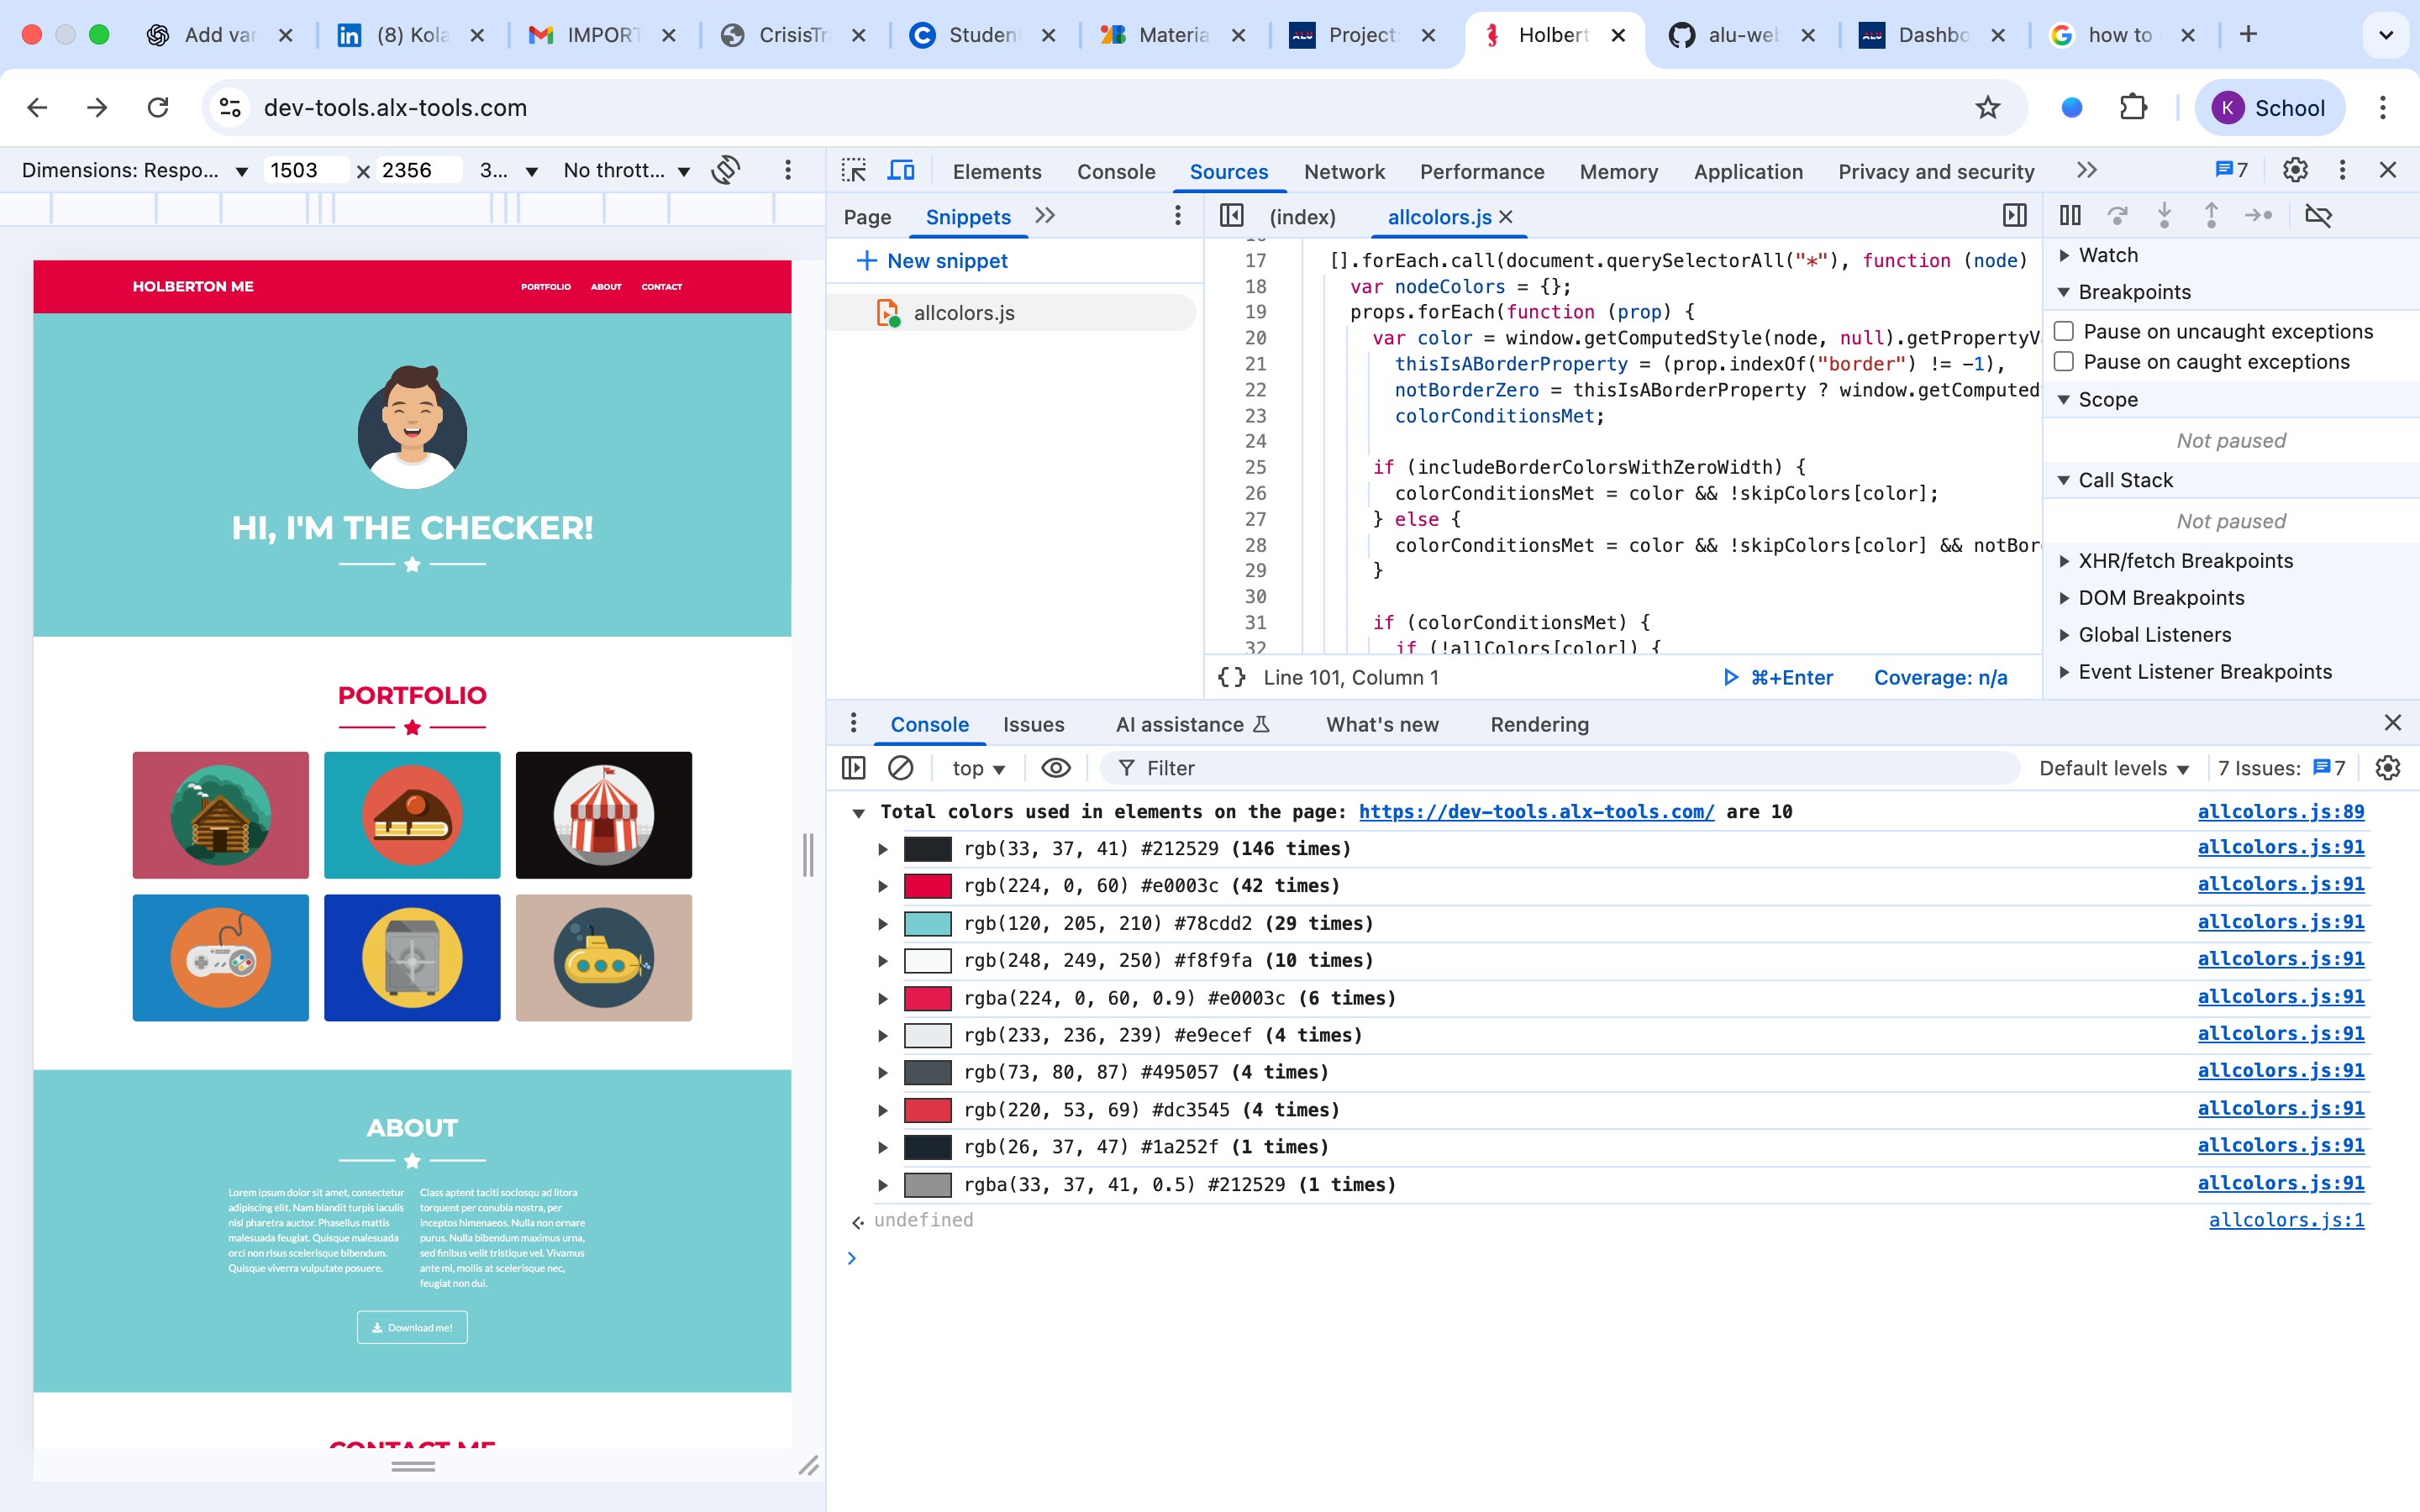 Add var
(8) Kola
IMPORT
CrisisTr
Studen
Materia
Project
Holbert
alu-web
Dashbo
how to
dev-tools.alx-tools.com
K School
Dimensions: Respo... 1503 × 2356 3... No thrott...
Elements Console Sources Network Performance Memory Application Privacy and security 7
Page Snippets
(index) allcolors.js
New snippet
allcolors.js
17 [].forEach.call(document.querySelectorAll("*"), function (node)
18 var nodeColors = {};
19 props.forEach(function (prop) {
20 var color = window.getComputedStyle(node, null).getPropertyV
21 thisIsABorderProperty = (prop.indexOf("border") != -1),
22 notBorderZero = thisIsABorderProperty ? window.getComputed
23 colorConditionsMet;
24
25 if (includeBorderColorsWithZeroWidth) {
26 colorConditionsMet = color && !skipColors[color];
27 } else {
28 colorConditionsMet = color && !skipColors[color] && notBor
29 }
30
31 if (colorConditionsMet) {
32 if (!allColors[color]) {
{} Line 101, Column 1 ⌘+Enter Coverage: n/a
Watch
Breakpoints
Pause on uncaught exceptions
Pause on caught exceptions
Scope
Not paused
Call Stack
Not paused
XHR/fetch Breakpoints
DOM Breakpoints
Global Listeners
Event Listener Breakpoints
Console Issues AI assistance What's new Rendering
top Filter Default levels 7 Issues: 7
Total colors used in elements on the page: https://dev-tools.alx-tools.com/ are 10 allcolors.js:89
rgb(33, 37, 41) #212529 (146 times) allcolors.js:91
rgb(224, 0, 60) #e0003c (42 times) allcolors.js:91
rgb(120, 205, 210) #78cdd2 (29 times) allcolors.js:91
rgb(248, 249, 250) #f8f9fa (10 times) allcolors.js:91
rgba(224, 0, 60, 0.9) #e0003c (6 times) allcolors.js:91
rgb(233, 236, 239) #e9ecef (4 times) allcolors.js:91
rgb(73, 80, 87) #495057 (4 times) allcolors.js:91
rgb(220, 53, 69) #dc3545 (4 times) allcolors.js:91
rgb(26, 37, 47) #1a252f (1 times) allcolors.js:91
rgba(33, 37, 41, 0.5) #212529 (1 times) allcolors.js:91
undefined allcolors.js:1
HOLBERTON ME PORTFOLIO ABOUT CONTACT
HI, I'M THE CHECKER!
PORTFOLIO
ABOUT
Lorem ipsum dolor sit amet, consectetur
adipiscing elit. Nam blandit turpis iaculis
nisl pharetra auctor. Phasellus mattis
malesuada feugiat. Quisque malesuada
orci non risus scelerisque bibendum.
Quisque viverra vulputate posuere.
Class aptent taciti sociosqu ad litora
torquent per conubia nostra, per
inceptos himenaeos. Nulla non ornare
purus. Nulla bibendum maximus urna,
sed finibus velit tristique vel. Vivamus
ante mi, mollis at scelerisque nec,
feugiat non dui.
Download me!
CONTACT ME